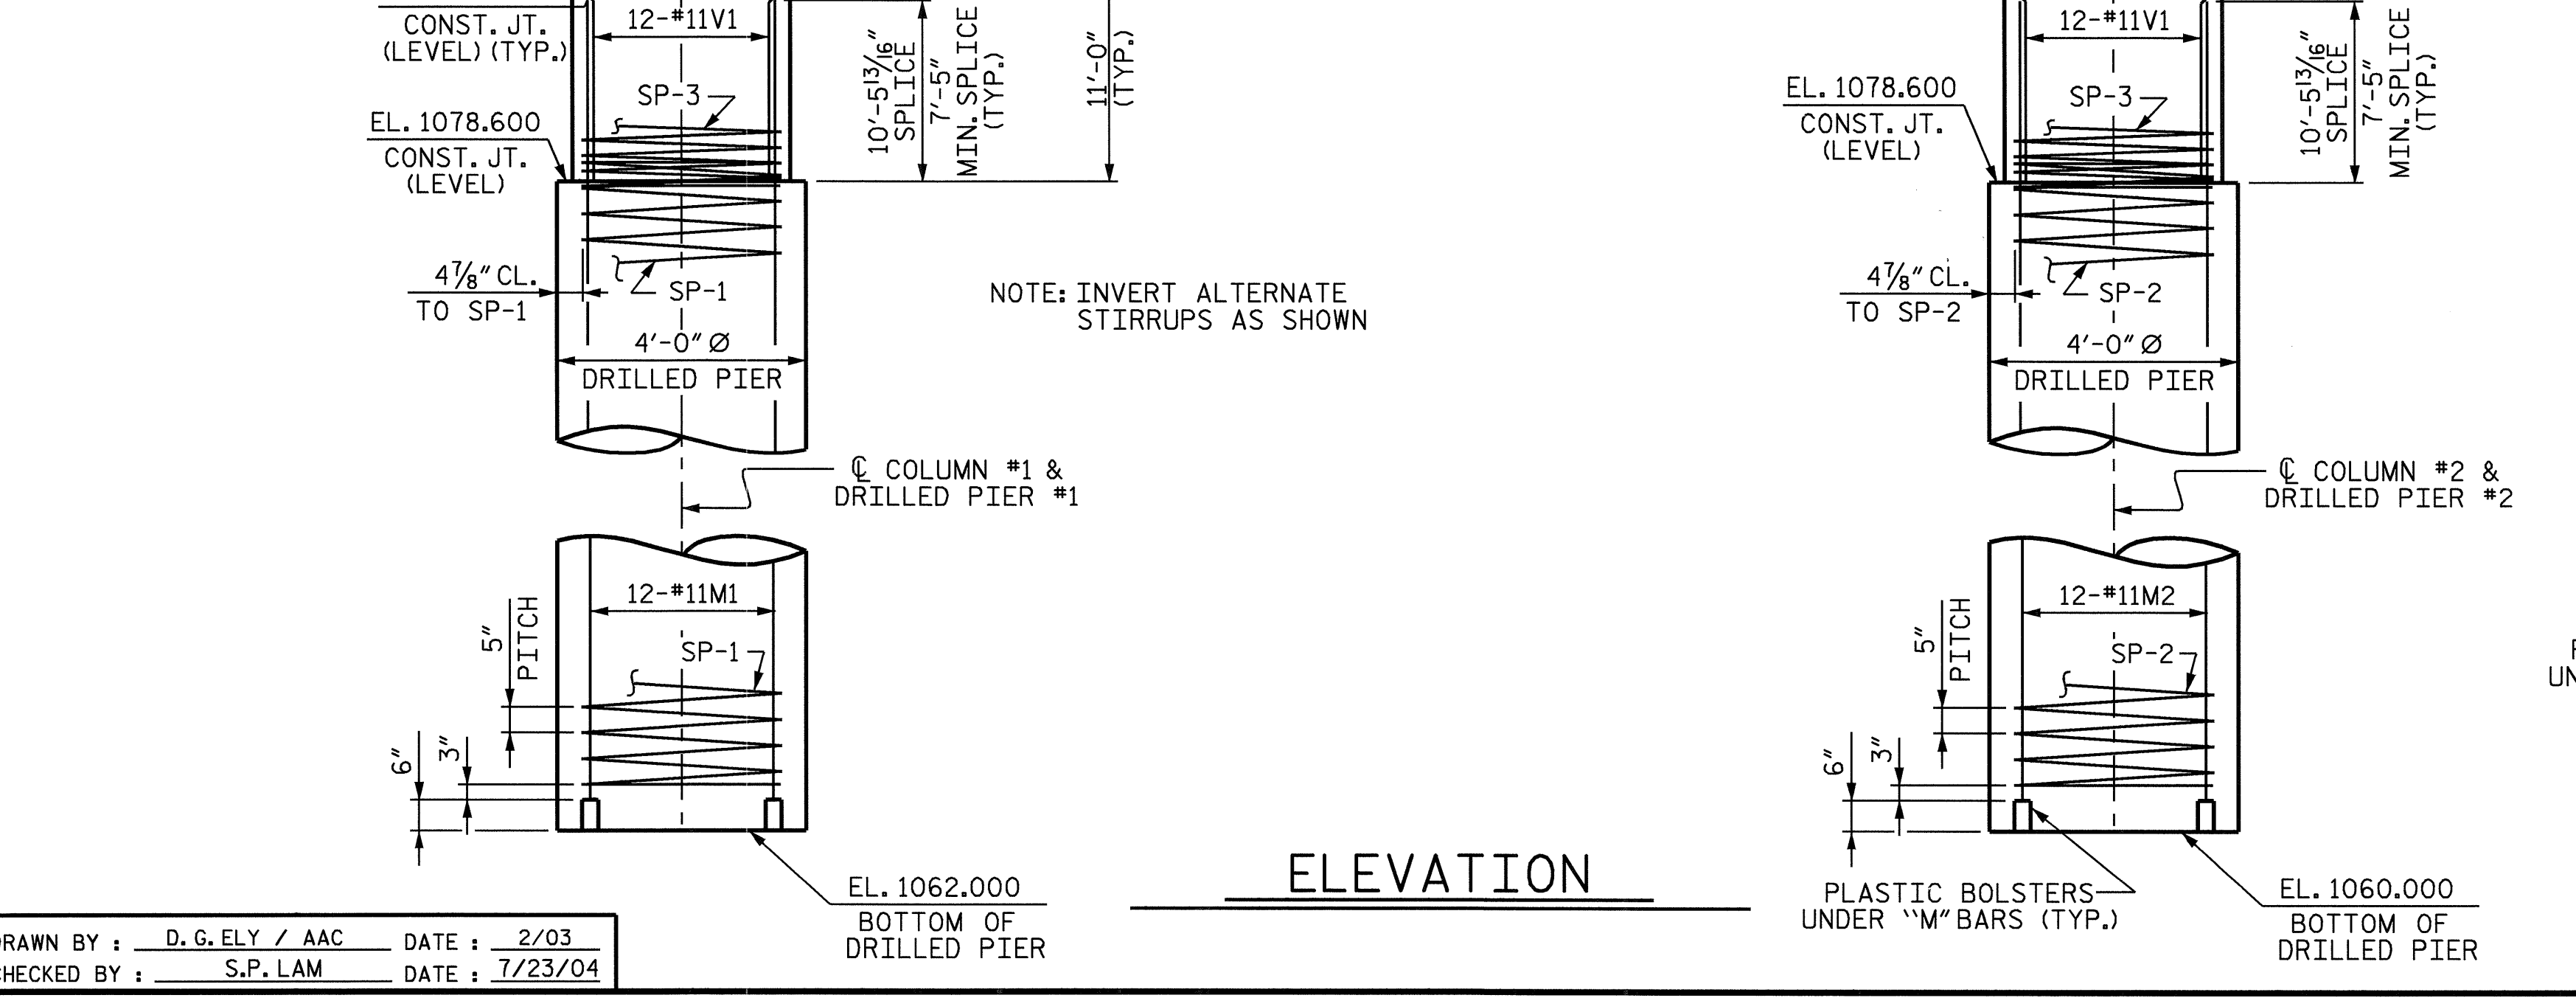 CONST. JT.
(LEVEL) (TYP.)
12-#11V1
SP-3
EL. 1078.600
CONST. JT.
(LEVEL)
10'-5 13/16"
SPLICE
7'-5"
MIN. SPLICE
(TYP.)
11'-0"
(TYP.)
4 7/8" CL.
TO SP-1
SP-1
4'-0" Ø
DRILLED PIER
NOTE: INVERT ALTERNATE
STIRRUPS AS SHOWN
℄ COLUMN #1 &
DRILLED PIER #1
12-#11M1
5"
PITCH
SP-1
6"
3"
EL. 1062.000
BOTTOM OF
DRILLED PIER
ELEVATION
12-#11V1
SP-3
EL. 1078.600
CONST. JT.
(LEVEL)
10'-5 13/16"
SPLICE
7'-5"
MIN. SPLICE
(TYP.)
4 7/8" CL.
TO SP-2
SP-2
4'-0" Ø
DRILLED PIER
℄ COLUMN #2 &
DRILLED PIER #2
12-#11M2
5"
PITCH
SP-2
6"
3"
PLASTIC BOLSTERS
UNDER "M" BARS (TYP.)
EL. 1060.000
BOTTOM OF
DRILLED PIER
RAWN BY : D. G. ELY / AAC DATE : 2/03
HECKED BY : S.P. LAM DATE : 7/23/04